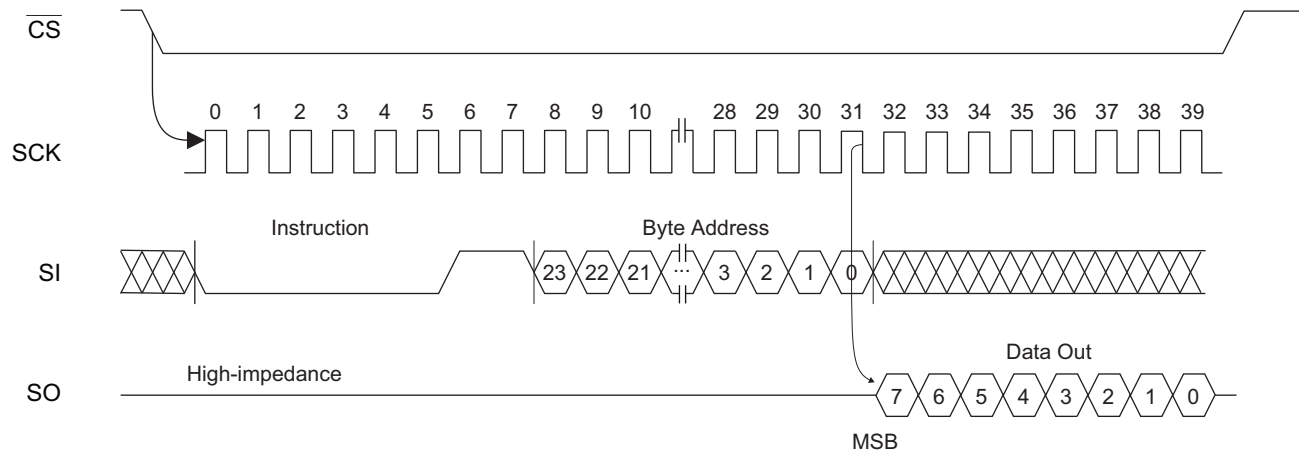 CS
0 1 2 3 4 5 6 7 8 9 10 28 29 30 31 32 33 34 35 36 37 38 39
SCK
Instruction Byte Address
SI 23 22 21 ... 3 2 1 0
Data Out
High-impedance
SO 7 6 5 4 3 2 1 0
MSB